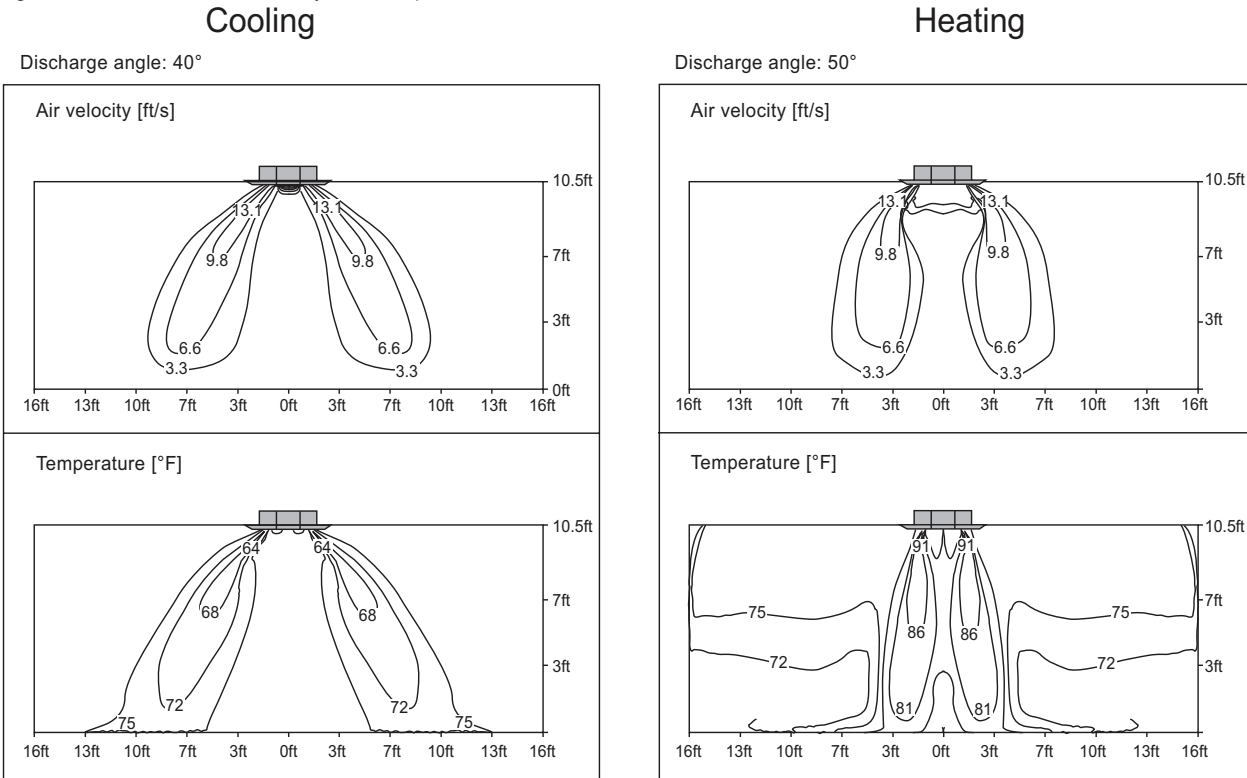 Cooling
Heating
Discharge angle: 40°
Discharge angle: 50°
Air velocity [ft/s]
Air velocity [ft/s]
10.5ft
10.5ft
13.1 13.1
13.1 13.1
7ft
7ft
9.8 9.8
9.8 9.8
3ft
3ft
6.6 6.6
6.6 6.6
3.3 3.3
3.3 3.3
0ft
16ft 13ft 10ft 7ft 3ft 0ft 3ft 7ft 10ft 13ft 16ft
16ft 13ft 10ft 7ft 3ft 0ft 3ft 7ft 10ft 13ft 16ft
Temperature [°F]
Temperature [°F]
10.5ft
10.5ft
64 64
91 91
7ft
7ft
68 68
75 75
86 86
3ft
72 72
3ft
72 72
81 81
75 75
16ft 13ft 10ft 7ft 3ft 0ft 3ft 7ft 10ft 13ft 16ft
16ft 13ft 10ft 7ft 3ft 0ft 3ft 7ft 10ft 13ft 16ft